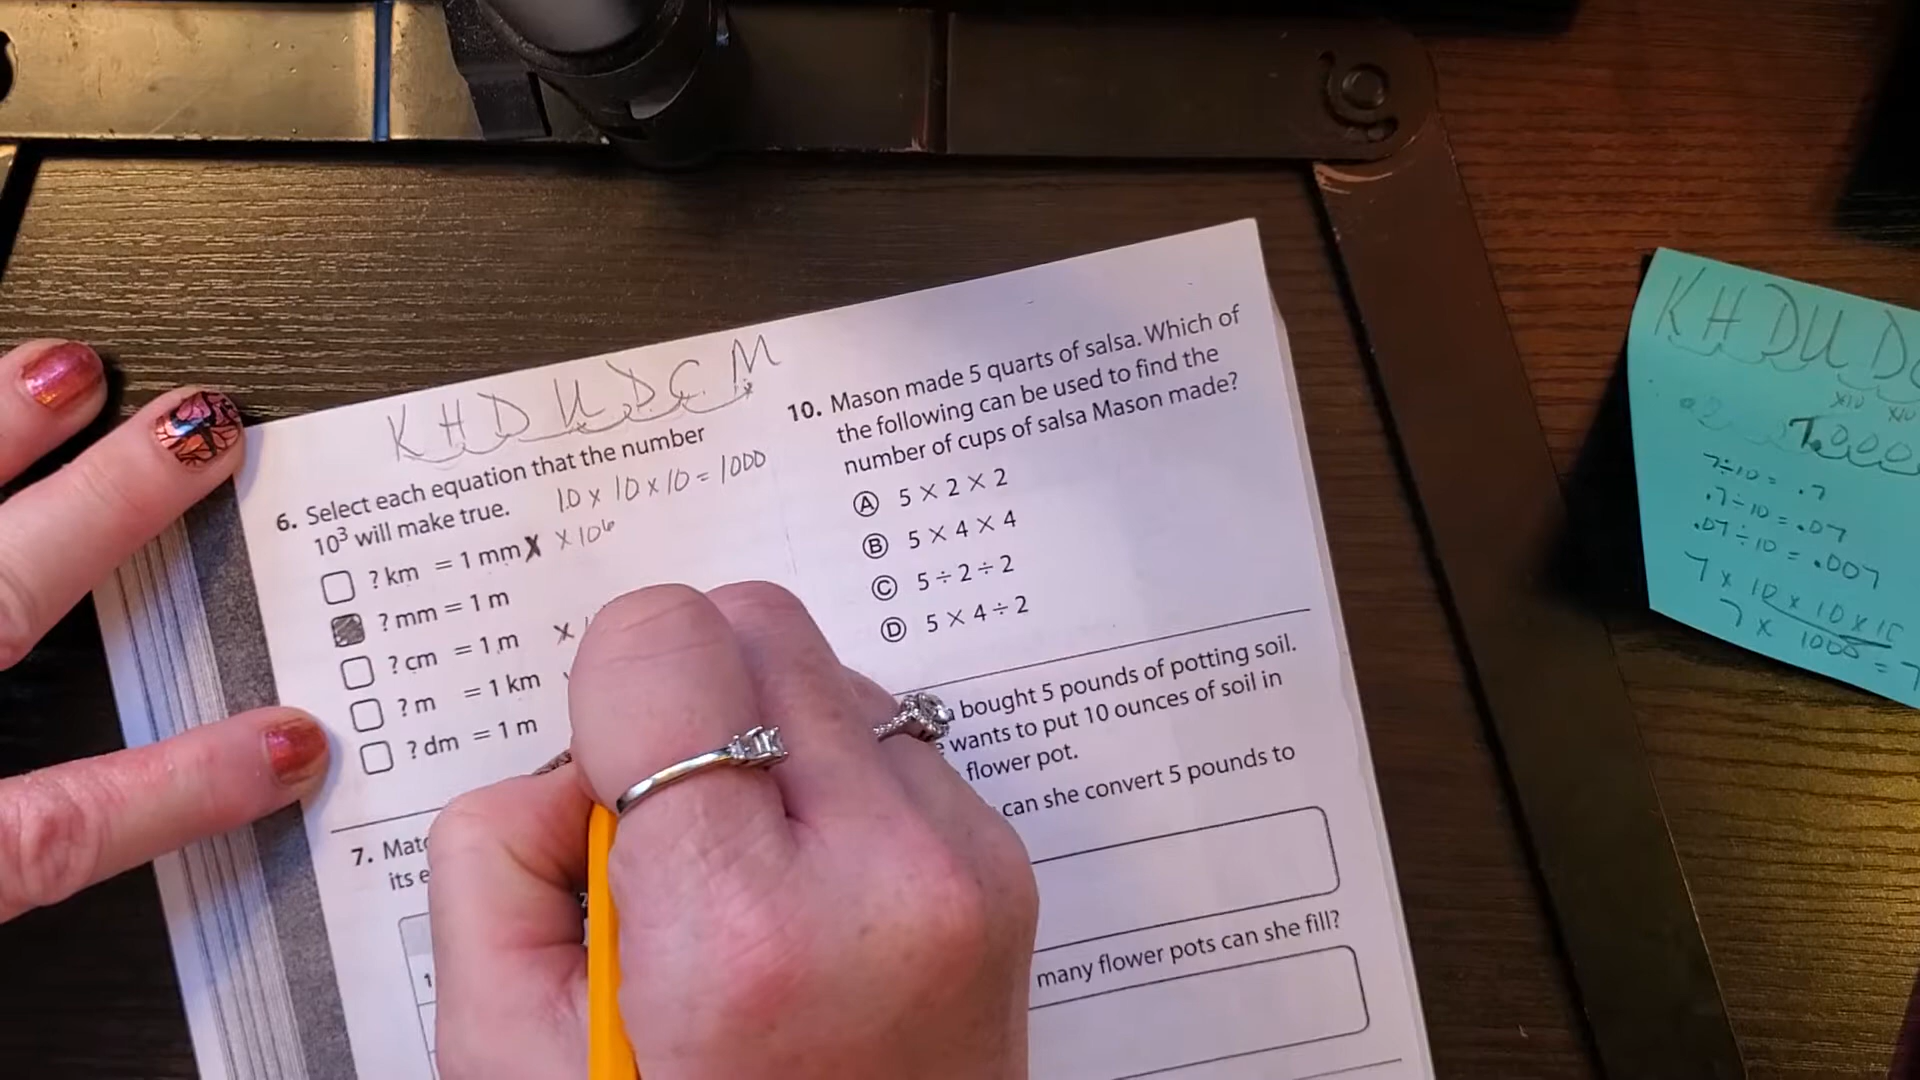 K H D U D C M
6. Select each equation that the number
10³ will make true.
10 x 10 x 10 = 1000
? km = 1 mm X x 10⁶
? mm = 1 m
? cm = 1 m x
? m = 1 km
? dm = 1 m
7. Matc
its e
1
10. Mason made 5 quarts of salsa. Which of
the following can be used to find the
number of cups of salsa Mason made?
A 5 × 2 × 2
B 5 × 4 × 4
C 5 ÷ 2 ÷ 2
D 5 × 4 ÷ 2
bought 5 pounds of potting soil.
wants to put 10 ounces of soil in
flower pot.
can she convert 5 pounds to
many flower pots can she fill?
K H D U D
x10 x10
7.000
7 ÷ 10 = .7
.7 ÷ 10 = .07
.07 ÷ 10 = .007
7 x 10 x 10 x 10
7 x 1000 = 7